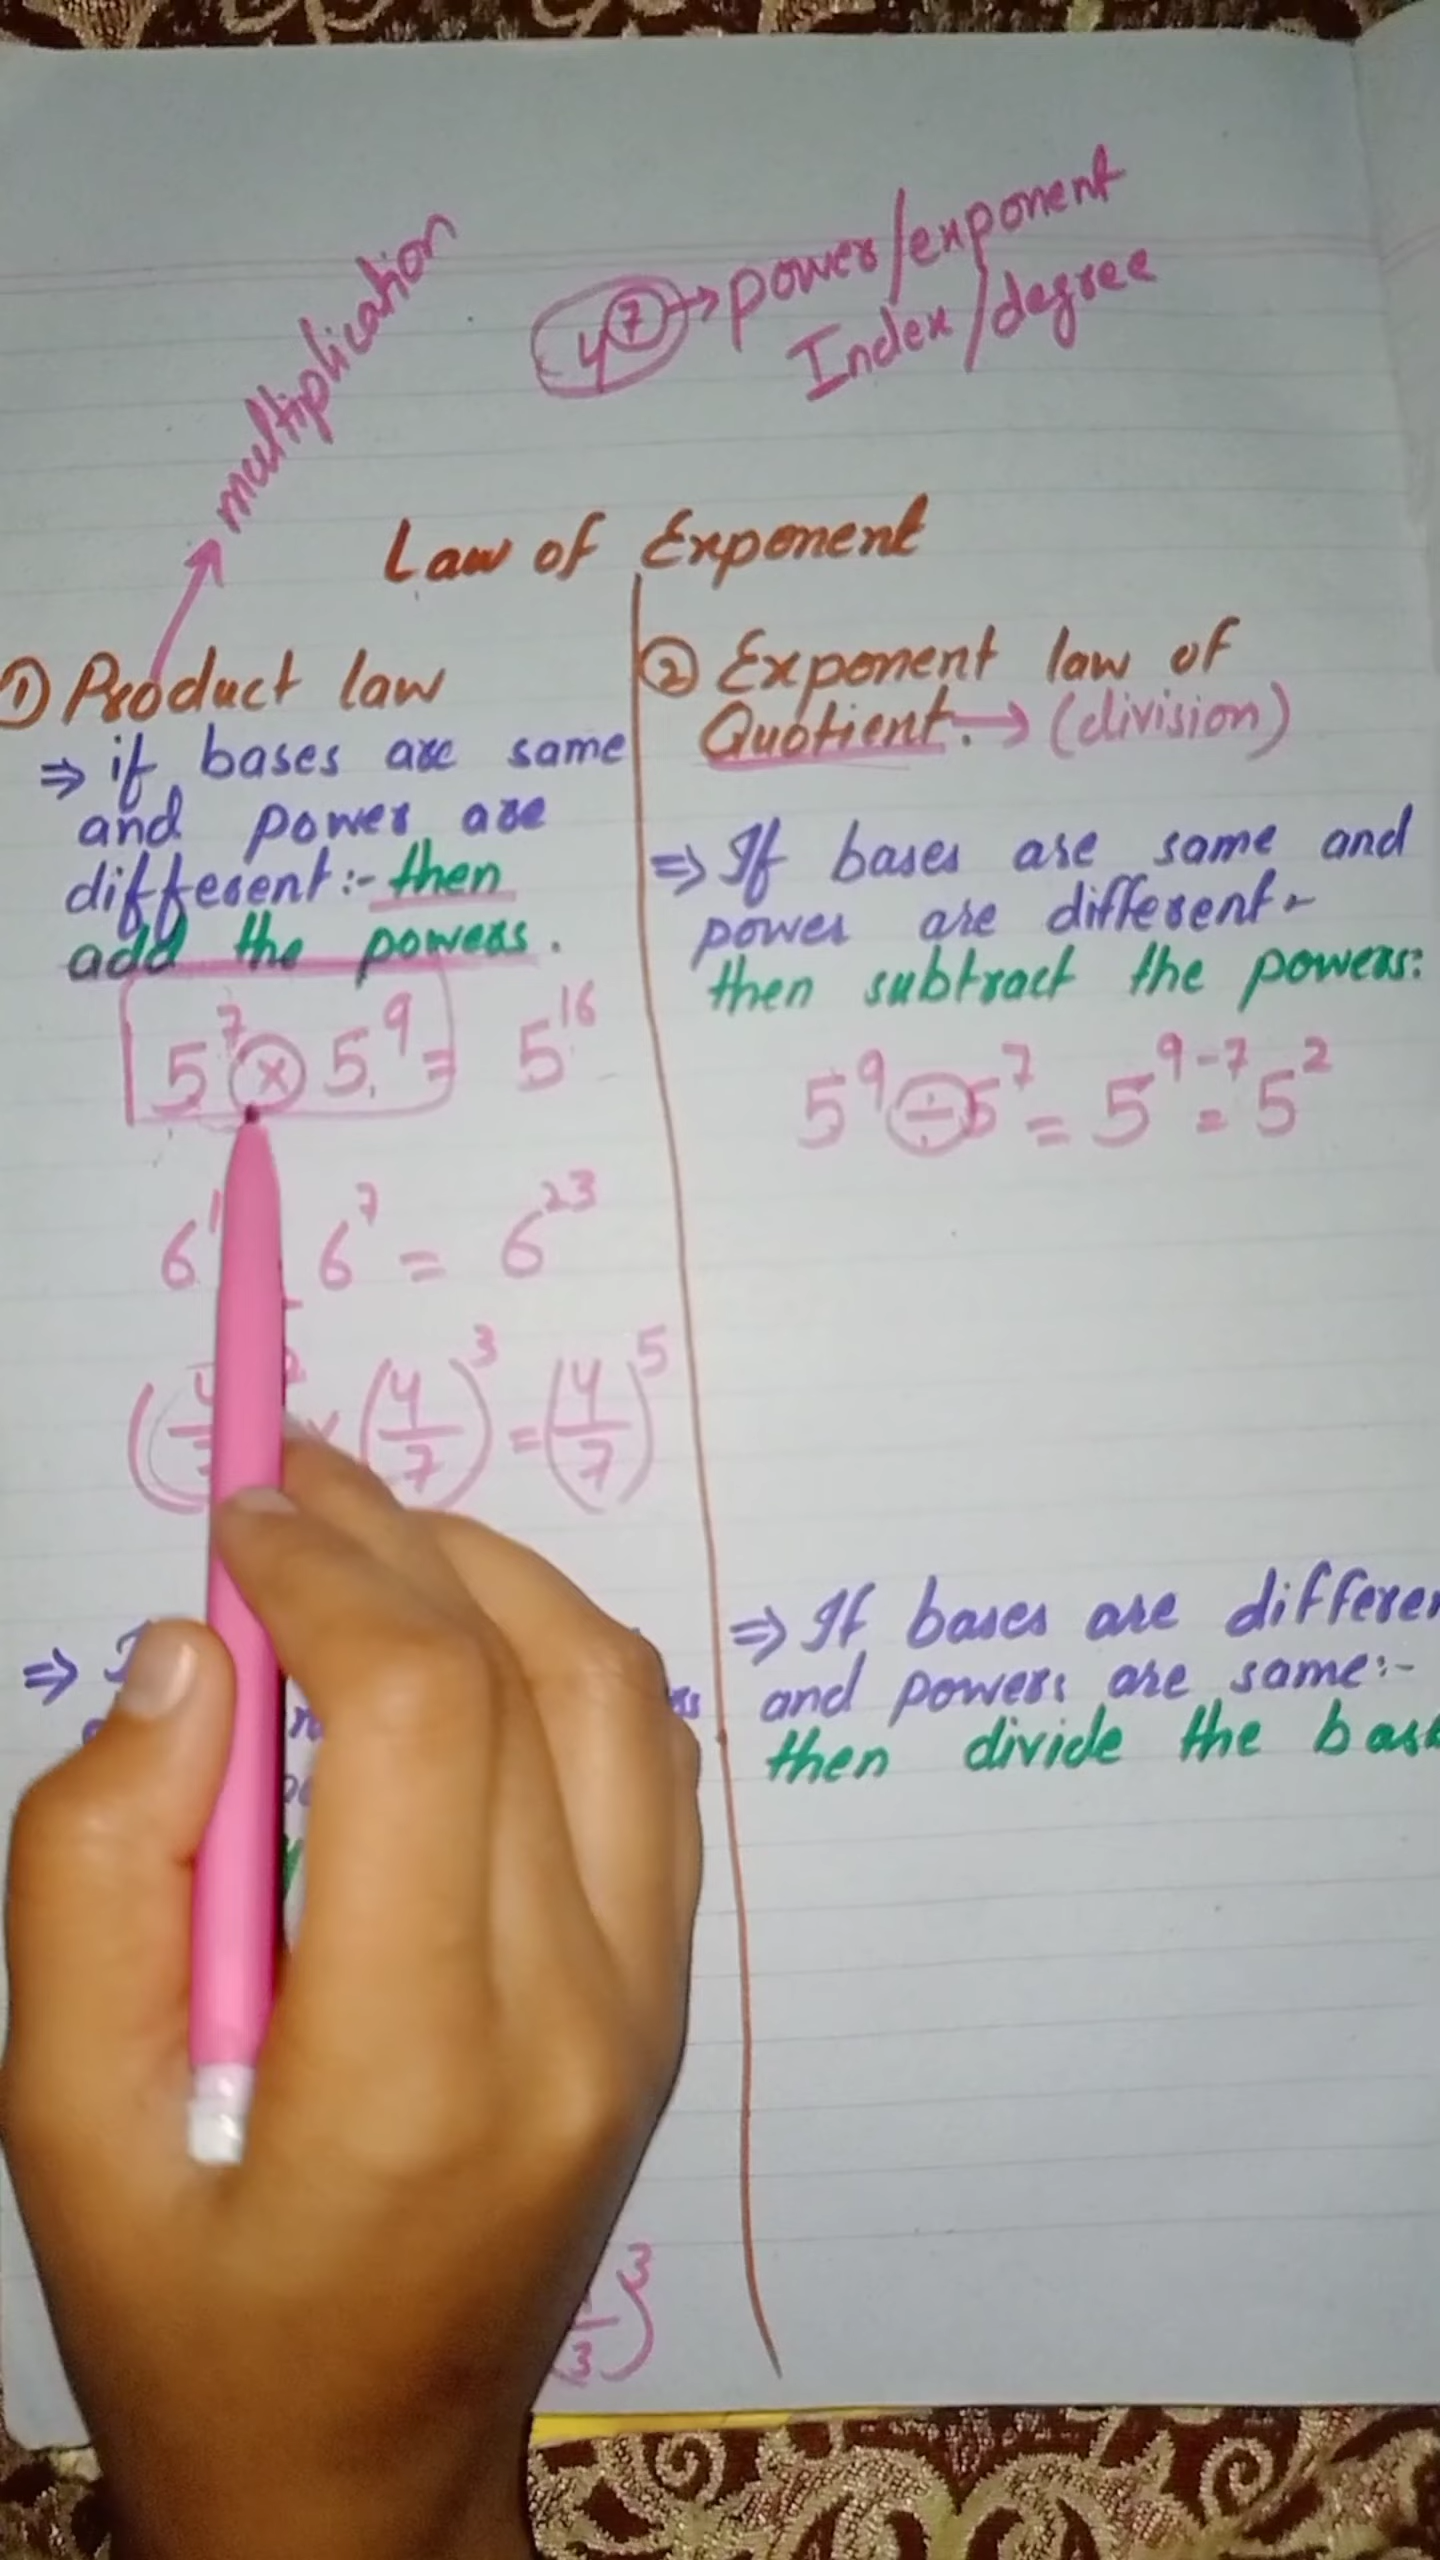 multiplication
4⁷ → power/exponent
Index/degree
Law of Exponent
① Product law
⇒ if bases are same
and power are
different:- then
add the powers.
5⁷ × 5⁹ = 5¹⁶
6⁷ = 6²³
(4/7)³ = (4/7)⁵
② Exponent law of
Quotient. → (division)
⇒ If bases are same and
power are different-
then subtract the powers:
5⁹ ÷ 5⁷ = 5⁹⁻⁷ = 5²
⇒ If bases are
and powers are same:-
then divide the